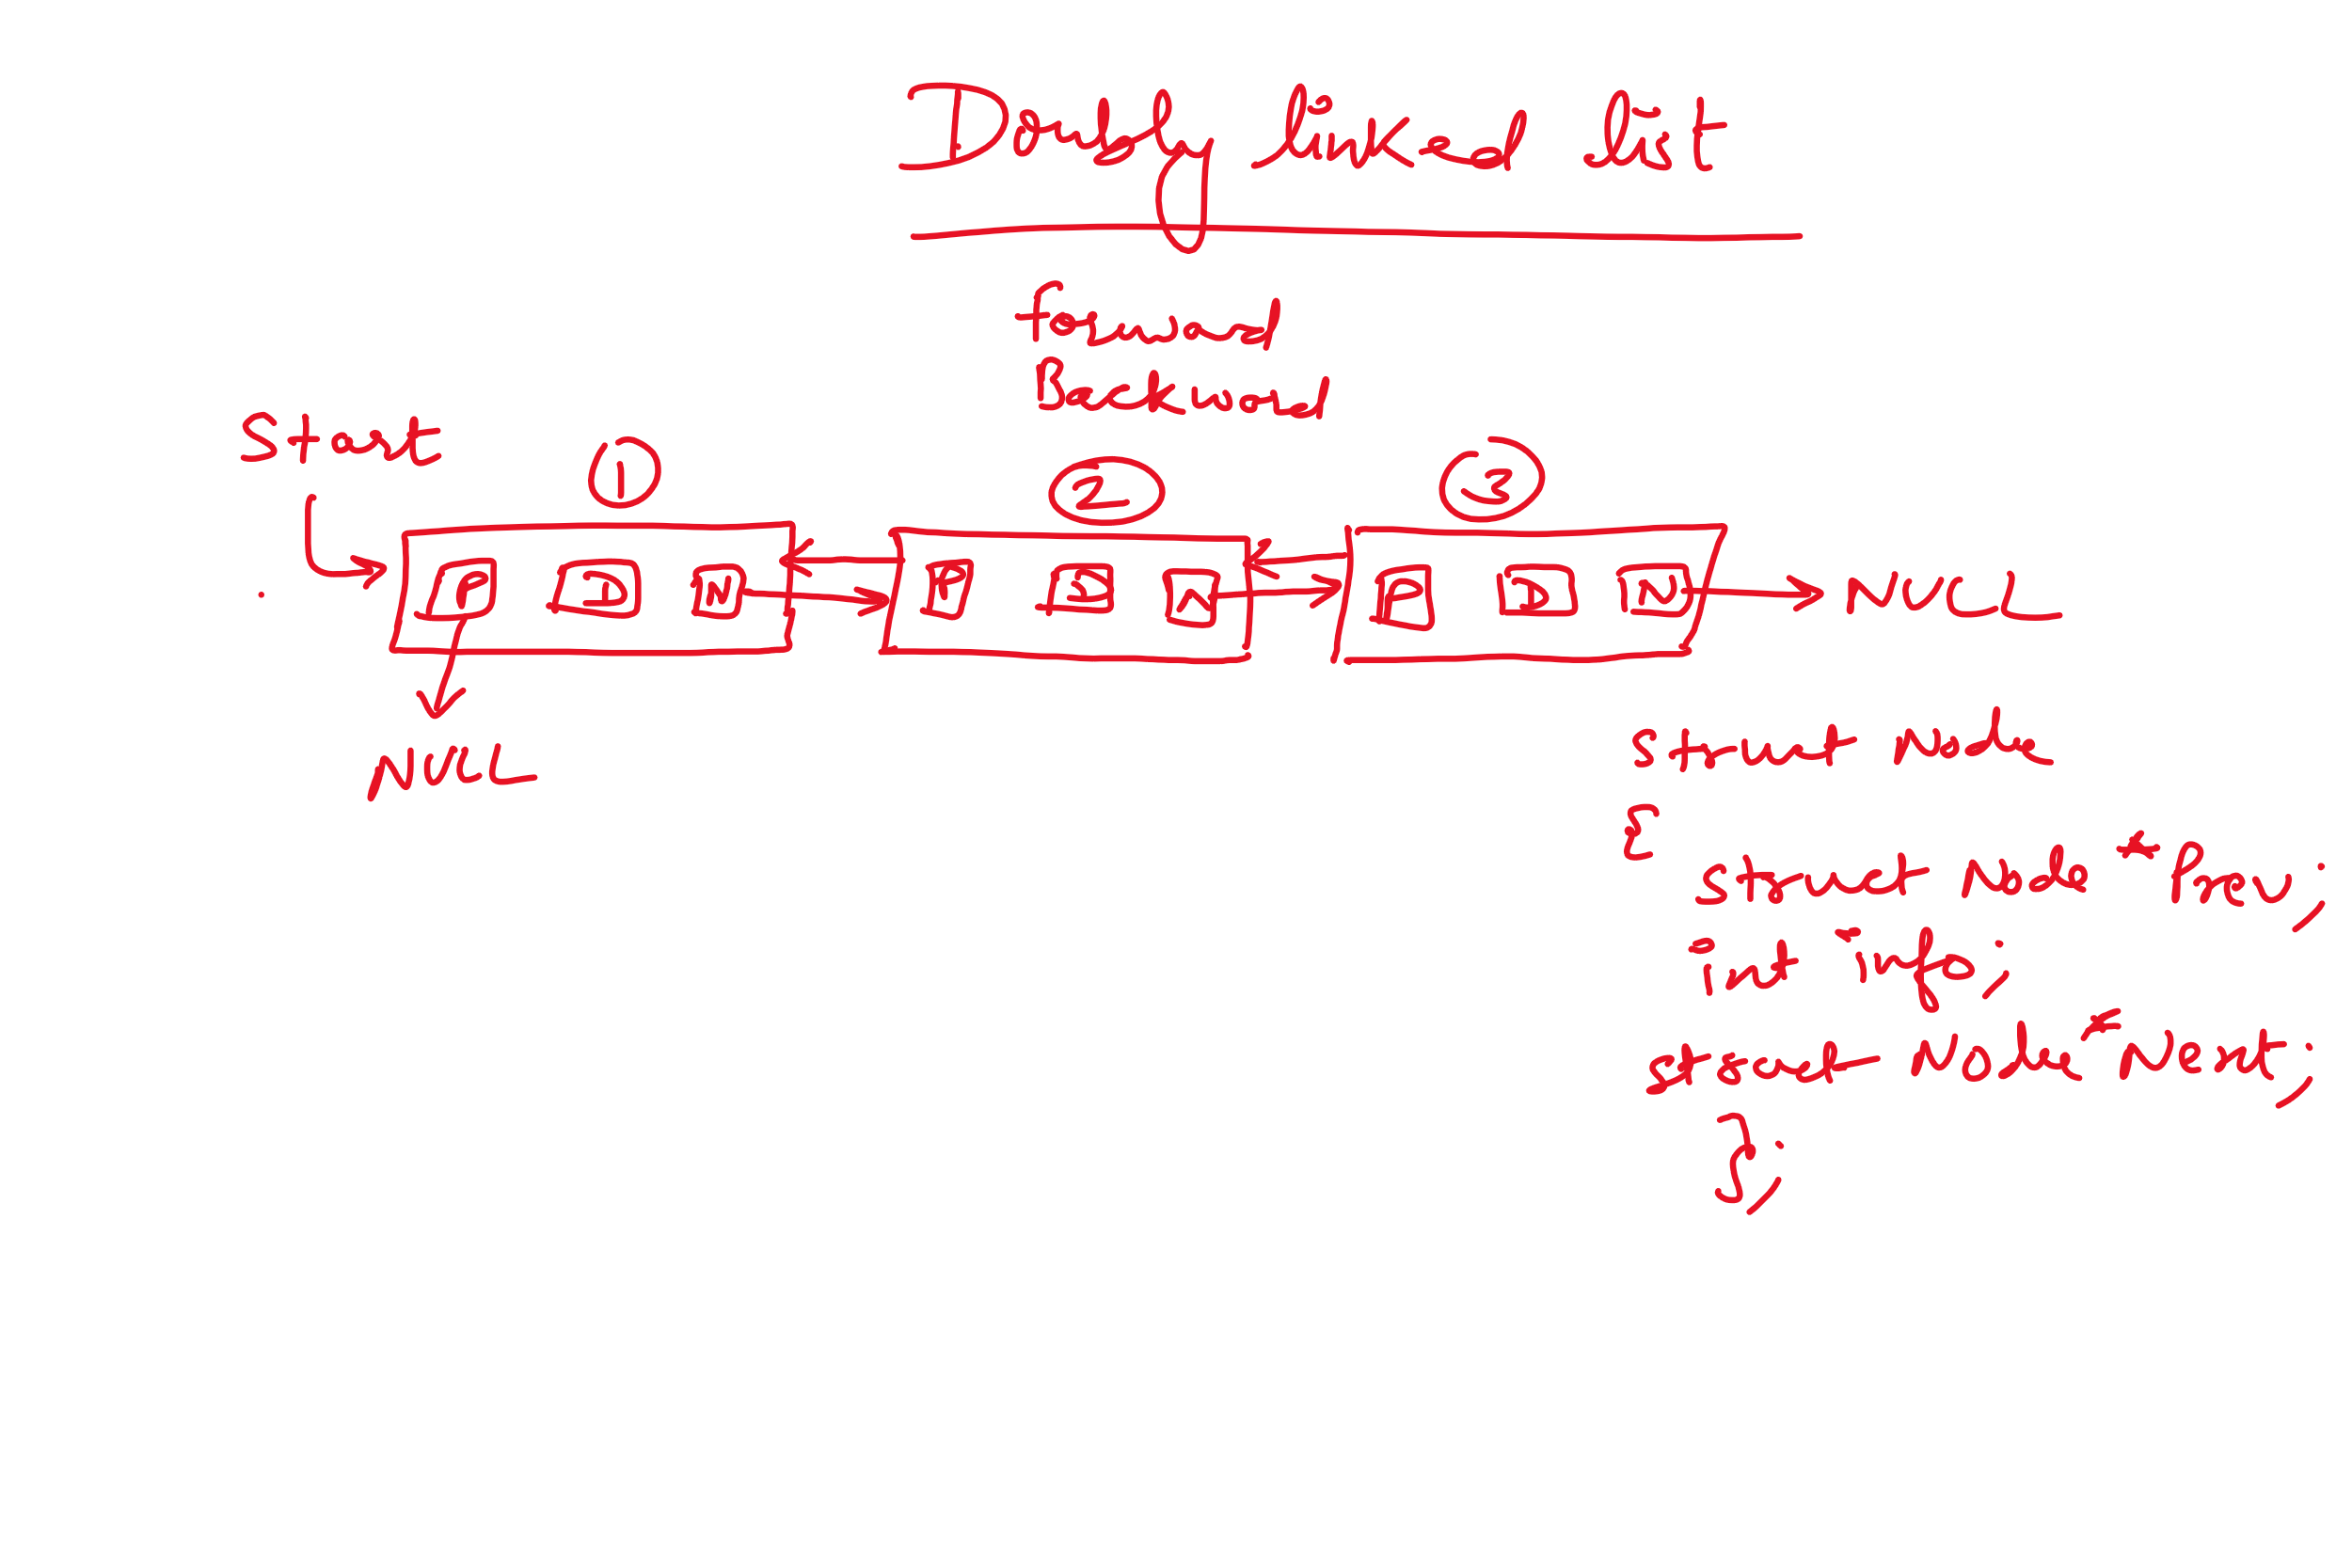 Doubly linked list
forward
Backward
Start
1 2 3
P D N P D N P D N NULL
NULL
struct Node
{
struct Node *Prev;
int info;
struct Node *Next;
};